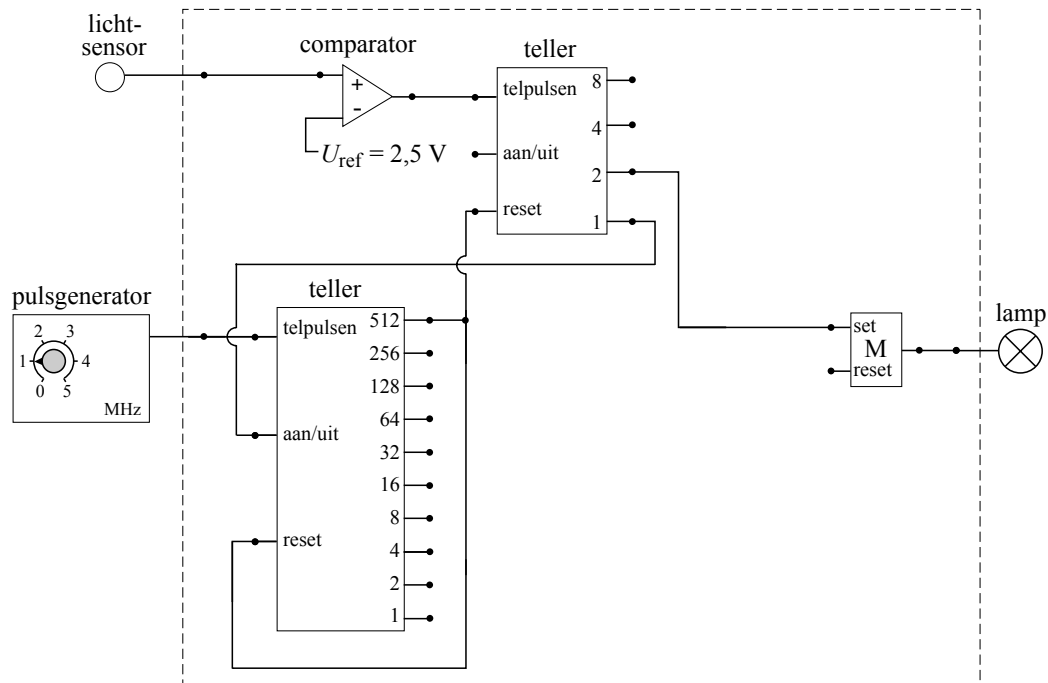 licht-
sensor
comparator
+
-
Uref = 2,5 V
teller
telpulsen
aan/uit
reset
8
4
2
1
pulsgenerator
2
3
1
4
0
5
MHz
teller
telpulsen
aan/uit
reset
512
256
128
64
32
16
8
4
2
1
set
M
reset
lamp